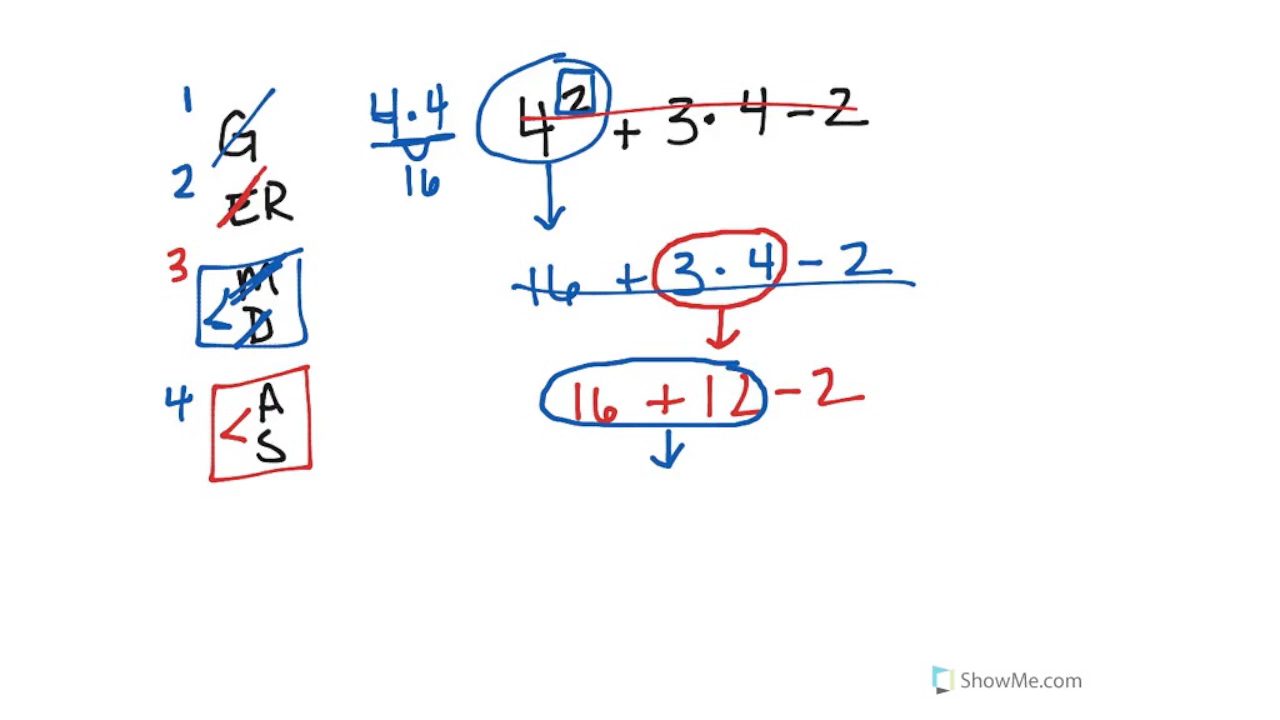 1 G
2 ER
3 M
D
4 A
S
4 · 4
16
4² + 3 · 4 − 2
16 + 3 · 4 − 2
16 + 12 − 2
ShowMe.com